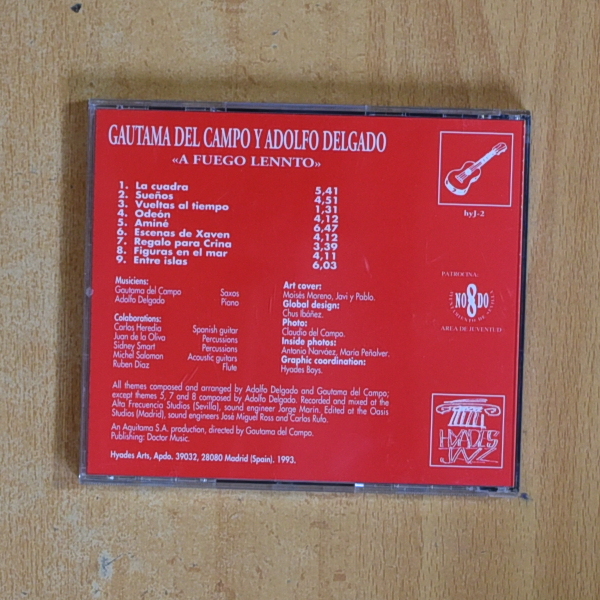 GAUTAMA DEL CAMPO Y ADOLFO DELGADO
«A FUEGO LENNTO»
1. La cuadra 5,41
2. Sueños 4,51
3. Vueltas al tiempo 1,31
4. Odeón 4,12
5. Aminé 6,47
6. Escenas de Xaven 4,12
7. Regalo para Crina 3,39
8. Figuras en el mar 4,11
9. Entre islas 6,03
hyJ-2
Musiciens:
Gautama del Campo Saxos
Adolfo Delgado Piano
Colaborations:
Carlos Heredia Spanish guitar
Juan de la Oliva Percussions
Sidney Smart Percussions
Michel Salomon Acoustic guitars
Ruben Diaz Flute
Art cover:
Moisés Moreno, Javi y Pablo.
Global design:
Chus Ibáñez.
Photo:
Claudia del Campo.
Inside photos:
Antonia Narváez, Maria Peñalver.
Graphic coordination:
Hyades Boys.
PATROCINA:
NO8DO
AYUNTAMIENTO DE SEVILLA
AREA DE JUVENTUD
All themes composed and arranged by Adolfo Delgado and Gautama del Campo;
except themes 5, 7 and 8 composed by Adolfo Delgado. Recorded and mixed at the
Alta Frecuencia Studios (Sevilla), sound engineer Jorge Marin. Edited at the Oasis
Studios (Madrid), sound engineers José Miguel Ross and Carlos Rufo.
An Aquitama S.A. production, directed by Gautama del Campo.
Publishing: Doctor Music.
Hyades Arts, Apdo. 39032, 28080 Madrid (Spain). 1993.
HYADES
JAZZ